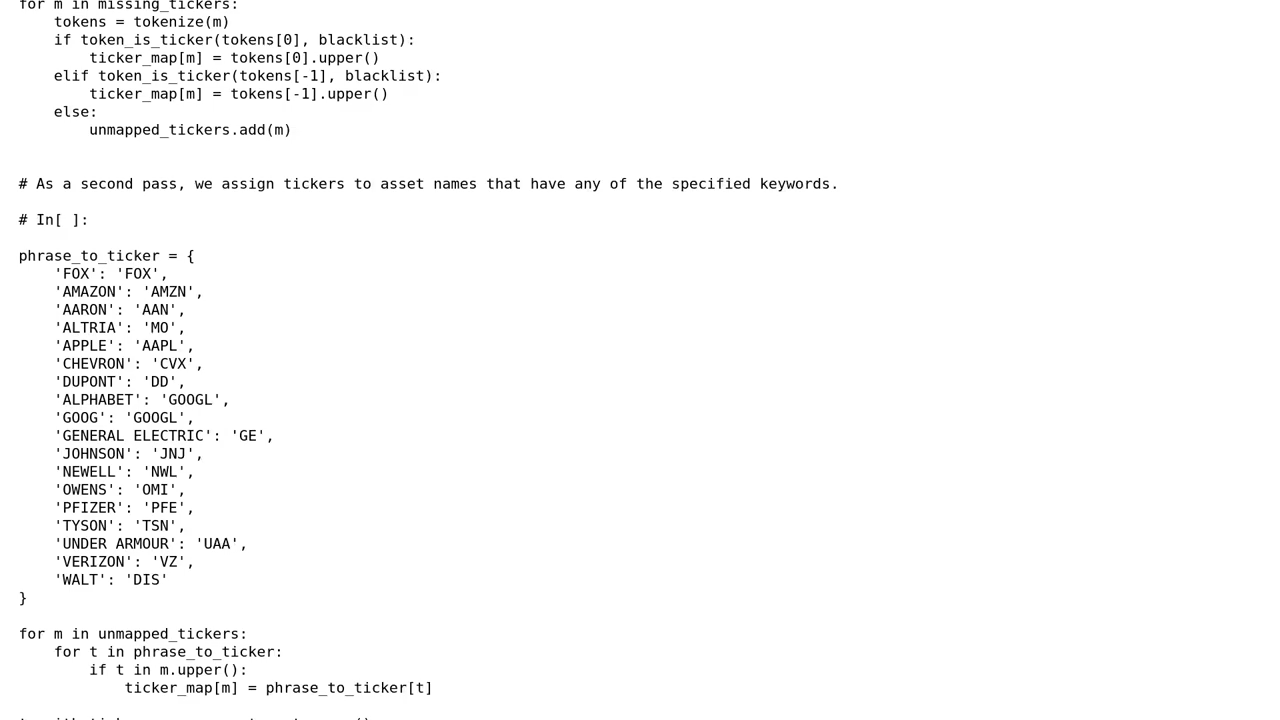 for m in missing_tickers:
    tokens = tokenize(m)
    if token_is_ticker(tokens[0], blacklist):
        ticker_map[m] = tokens[0].upper()
    elif token_is_ticker(tokens[-1], blacklist):
        ticker_map[m] = tokens[-1].upper()
    else:
        unmapped_tickers.add(m)
# As a second pass, we assign tickers to asset names that have any of the specified keywords.
# In[ ]:
phrase_to_ticker = {
    'FOX': 'FOX',
    'AMAZON': 'AMZN',
    'AARON': 'AAN',
    'ALTRIA': 'MO',
    'APPLE': 'AAPL',
    'CHEVRON': 'CVX',
    'DUPONT': 'DD',
    'ALPHABET': 'GOOGL',
    'GOOG': 'GOOGL',
    'GENERAL ELECTRIC': 'GE',
    'JOHNSON': 'JNJ',
    'NEWELL': 'NWL',
    'OWENS': 'OMI',
    'PFIZER': 'PFE',
    'TYSON': 'TSN',
    'UNDER ARMOUR': 'UAA',
    'VERIZON': 'VZ',
    'WALT': 'DIS'
}
for m in unmapped_tickers:
    for t in phrase_to_ticker:
        if t in m.upper():
            ticker_map[m] = phrase_to_ticker[t]